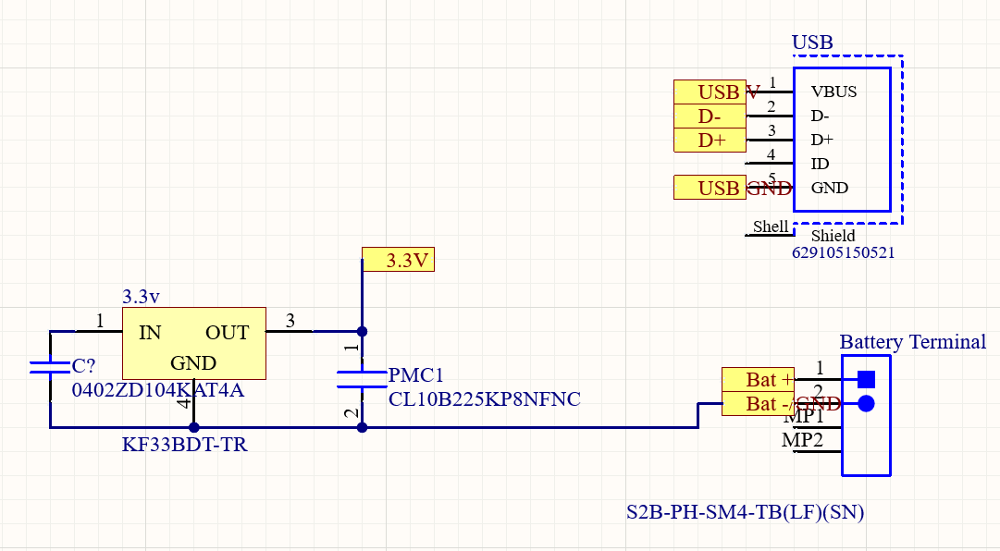 USB
USB V
1
VBUS
D-
2
D-
D+
3
D+
4
ID
USB GND
5
GND
Shell
Shield
629105150521
3.3V
3.3v
1
IN
OUT
3
GND
4
C?
0402ZD104KAT4A
KF33BDT-TR
1
PMC1
CL10B225KP8NFNC
2
Battery Terminal
Bat +
1
Bat -/GND
2
MP1
MP2
S2B-PH-SM4-TB(LF)(SN)